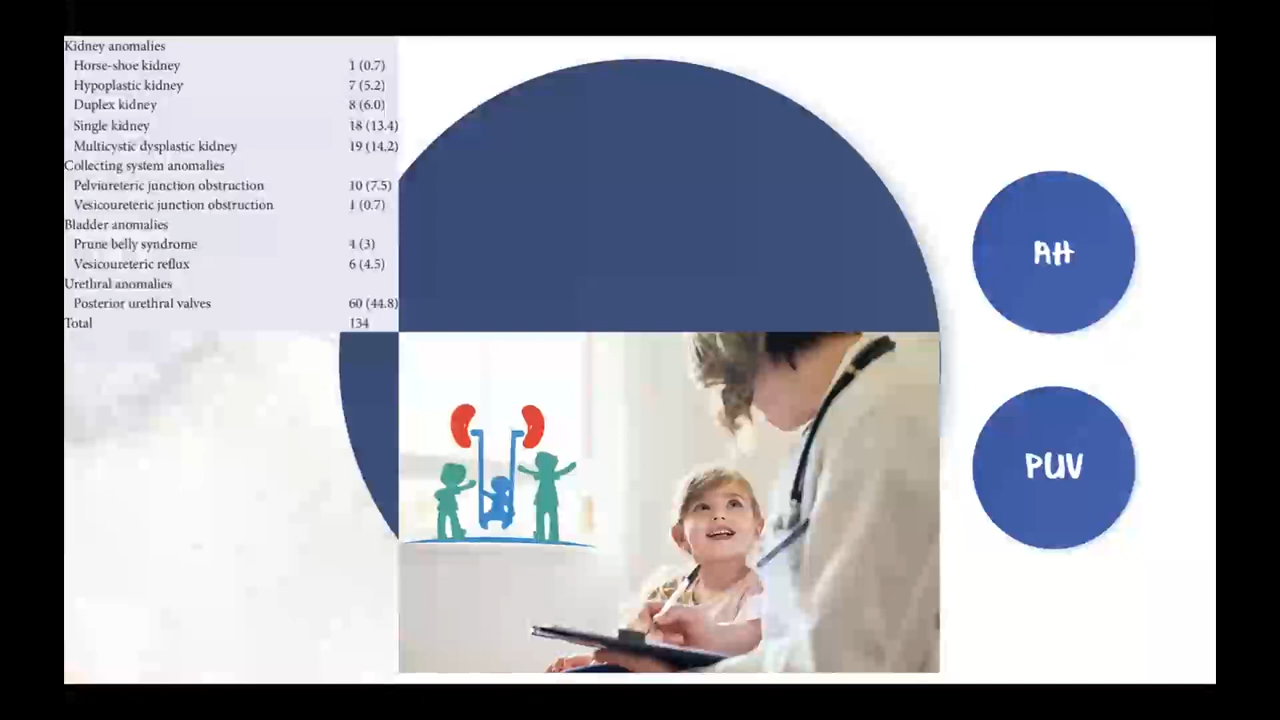 Kidney anomalies
Horse-shoe kidney 1 (0.7)
Hypoplastic kidney 7 (5.2)
Duplex kidney 8 (6.0)
Single kidney 18 (13.4)
Multicystic dysplastic kidney 19 (14.2)
Collecting system anomalies
Pelviureteric junction obstruction 10 (7.5)
Vesicoureteric junction obstruction 1 (0.7)
Bladder anomalies
Prune belly syndrome 4 (3)
Vesicoureteric reflux 6 (4.5)
Urethral anomalies
Posterior urethral valves 60 (44.8)
Total 134
AH
PUV